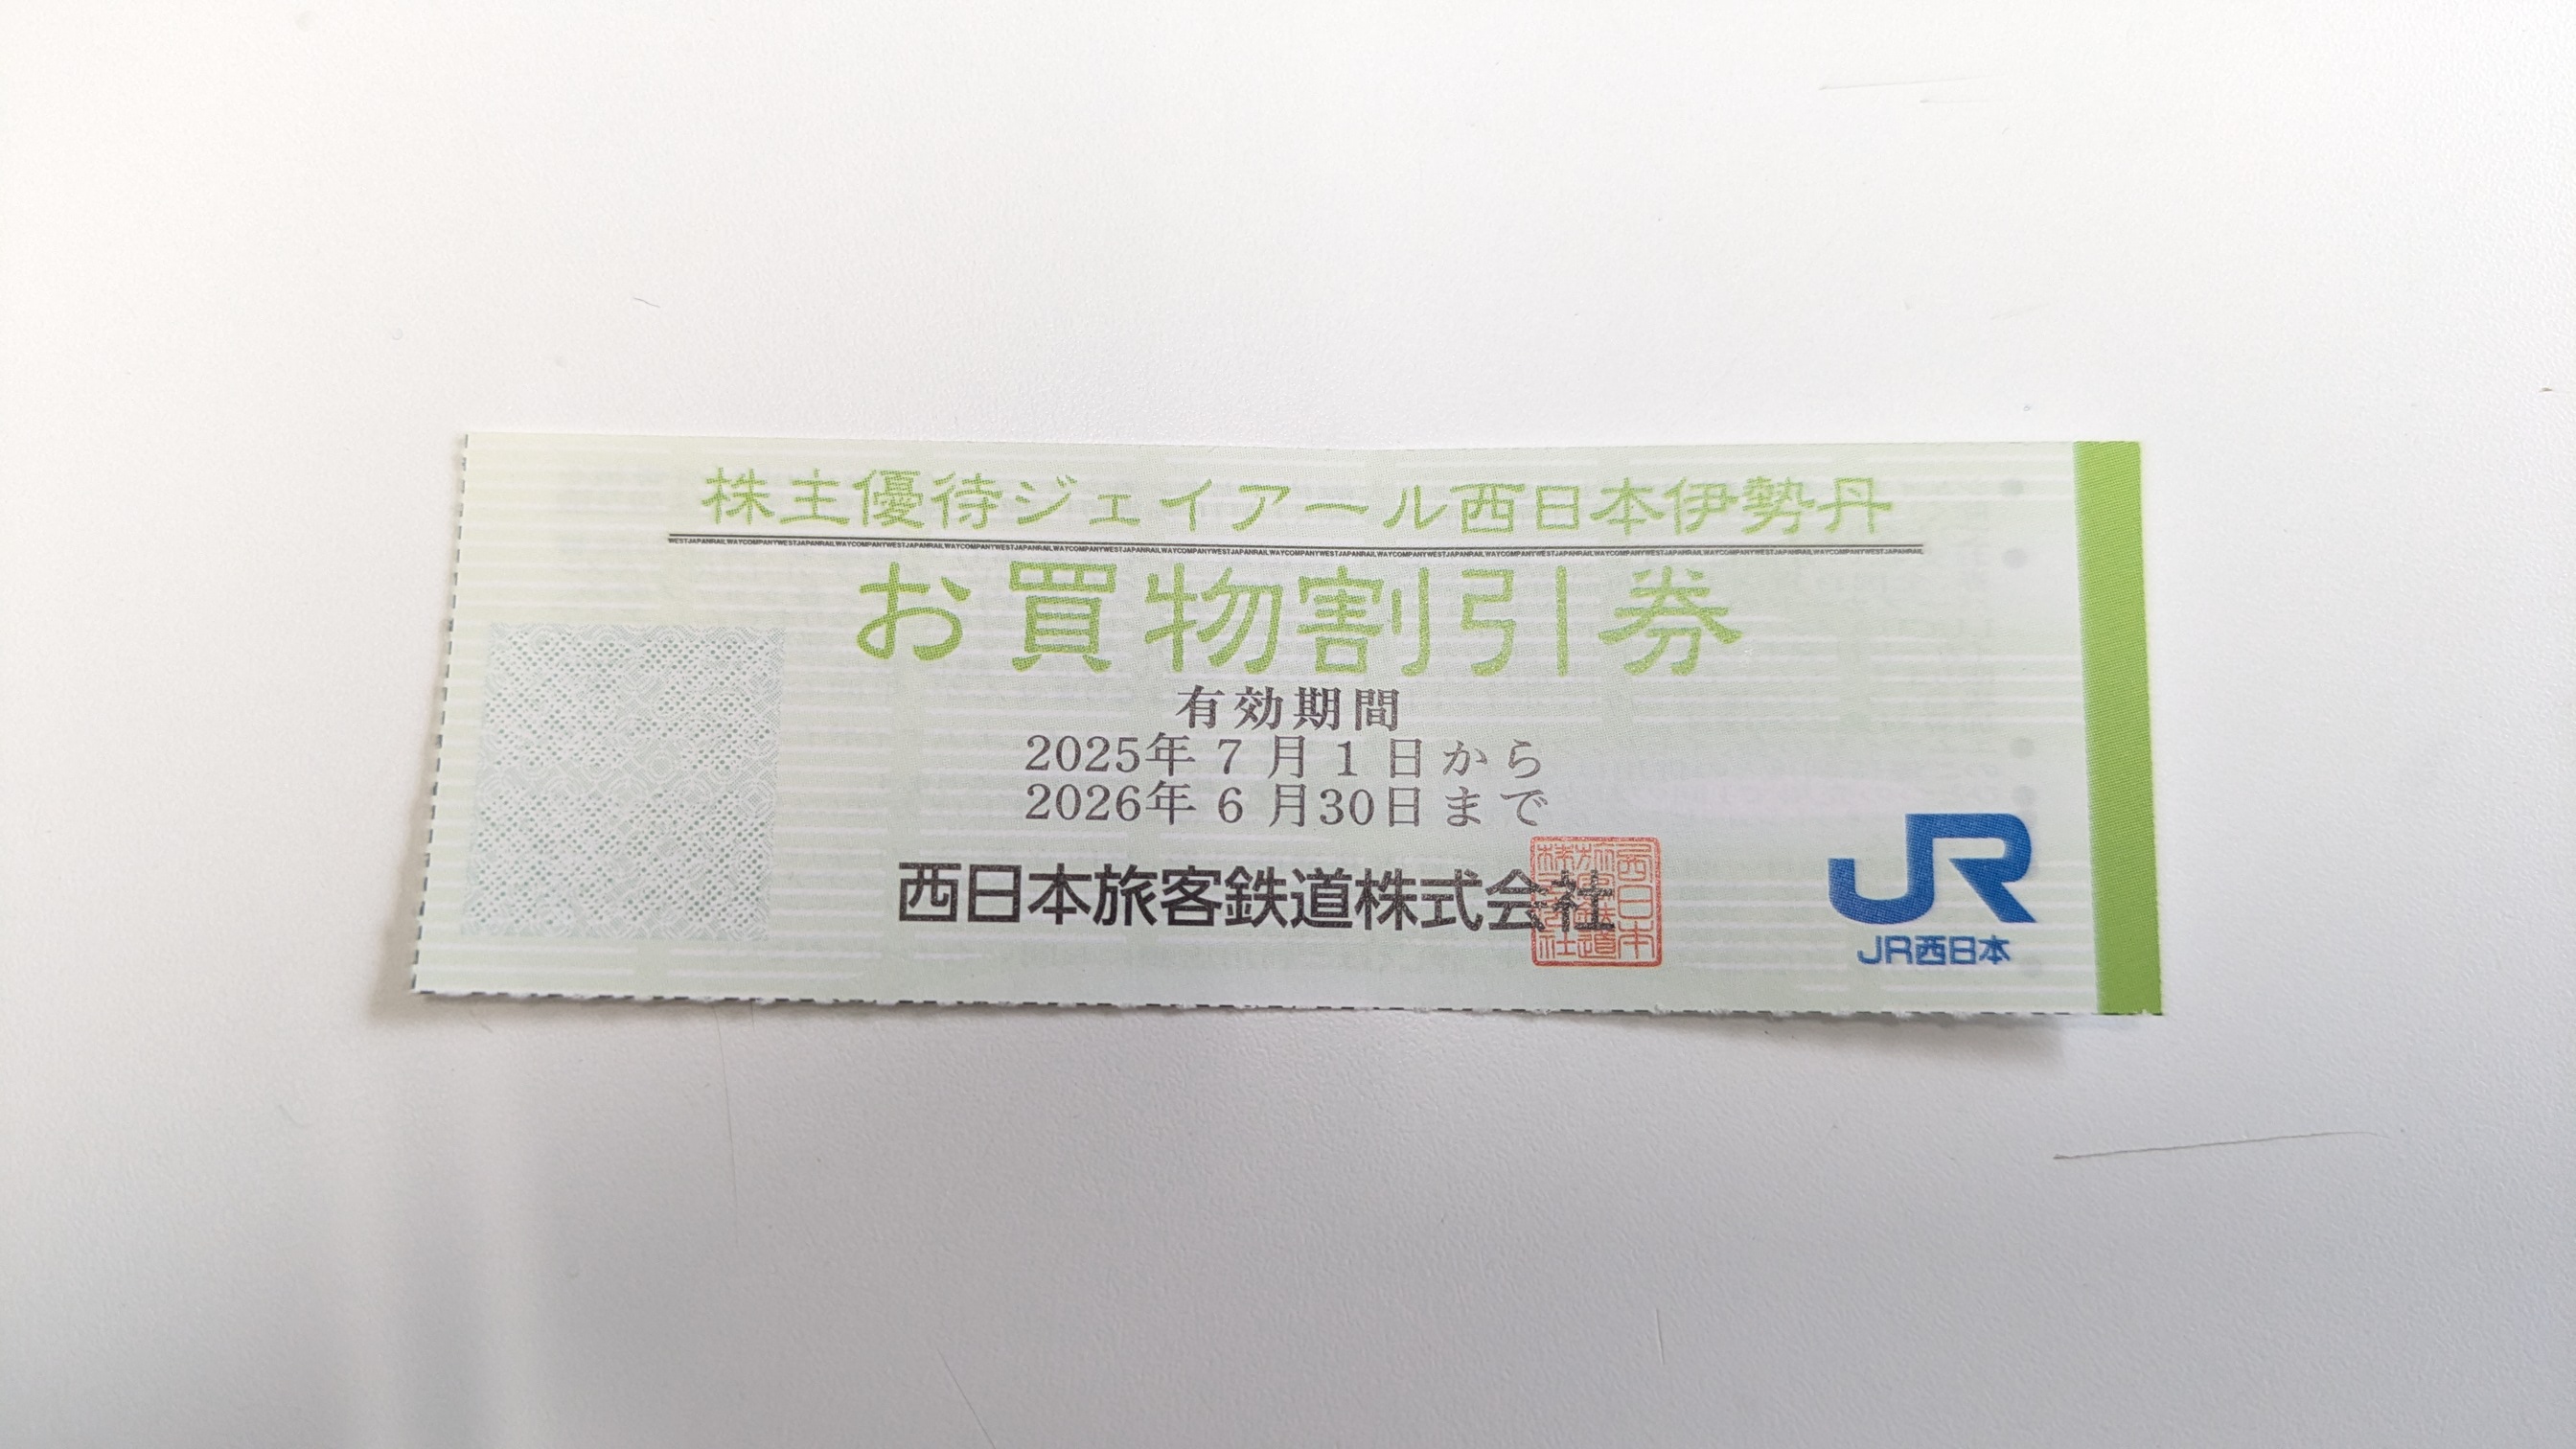 株主優待ジェイアール西日本伊勢丹
WESTJAPANRAILWAYCOMPANYWESTJAPANRAILWAYCOMPANYWESTJAPANRAILWAYCOMPANYWESTJAPANRAILWAYCOMPANYWESTJAPANRAILWAYCOMPANYWESTJAPANRAILWAYCOMPANYWESTJAPANRAILWAYCOMPANYWESTJAPANRAILWAYCOMPANYWESTJAPANRAIL
お買物割引券
有効期間
2025年 7 月 1 日から
2026年 6 月30日まで
西日本旅客鉄道株式会社
JR
JR西日本